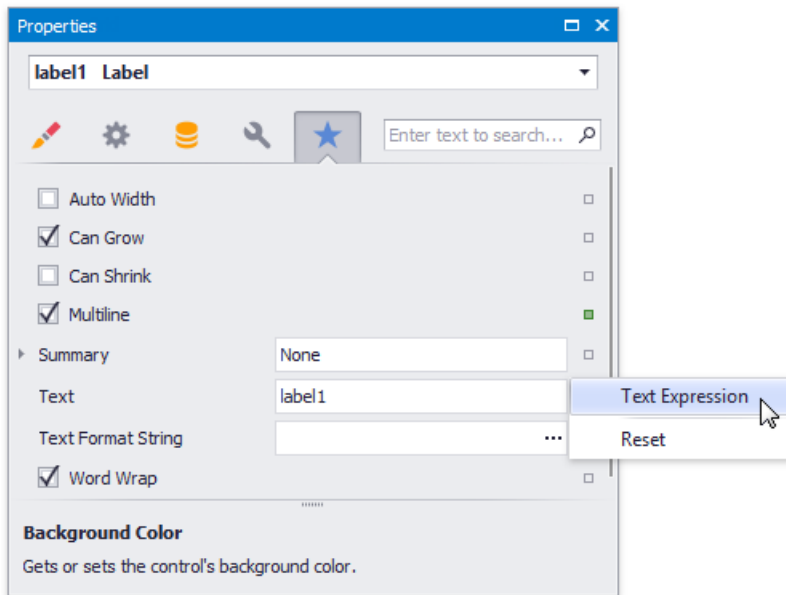 Properties
label1 Label
Enter text to search...
Auto Width
Can Grow
Can Shrink
Multiline
Summary None
Text label1 Text Expression
Text Format String ...
Reset
Word Wrap
Background Color
Gets or sets the control's background color.